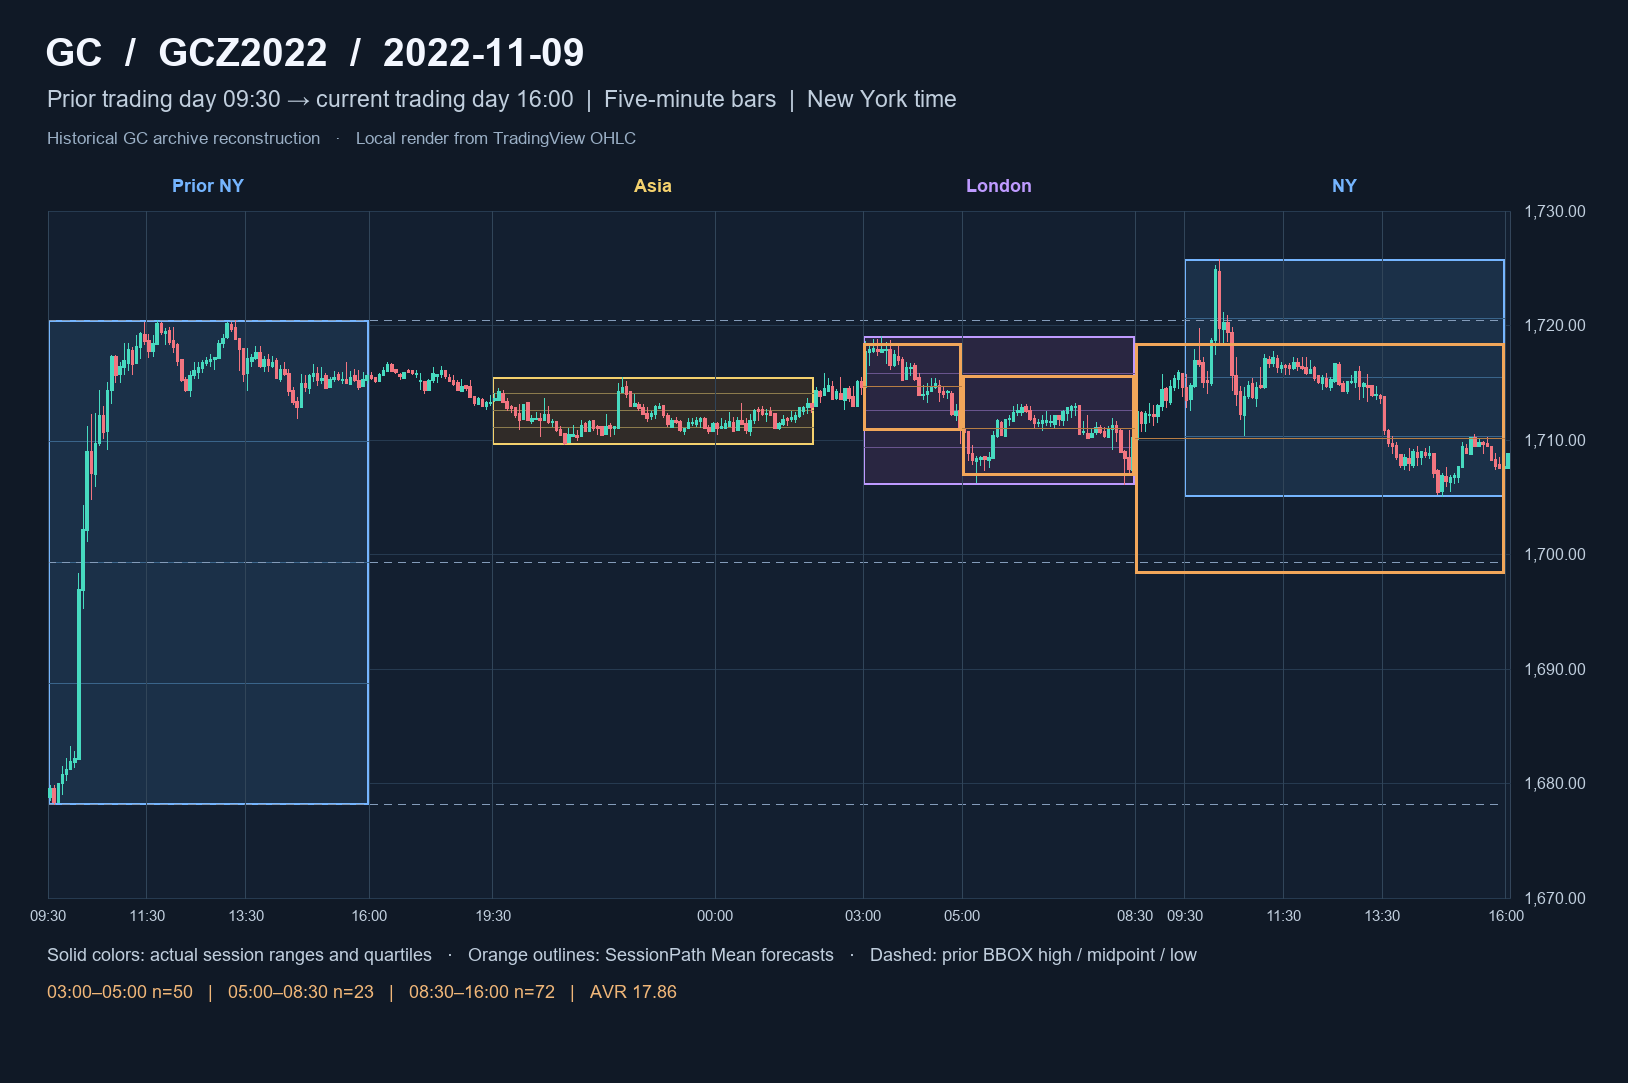 GC / GCZ2022 / 2022-11-09
Prior trading day 09:30 → current trading day 16:00 | Five-minute bars | New York time
Historical GC archive reconstruction · Local render from TradingView OHLC
Prior NY Asia London NY
1,730.00
1,720.00
1,710.00
1,700.00
1,690.00
1,680.00
1,670.00
09:30 11:30 13:30 16:00 19:30 00:00 03:00 05:00 08:30 09:30 11:30 13:30 16:00
Solid colors: actual session ranges and quartiles · Orange outlines: SessionPath Mean forecasts · Dashed: prior BBOX high / midpoint / low
03:00–05:00 n=50 | 05:00–08:30 n=23 | 08:30–16:00 n=72 | AVR 17.86